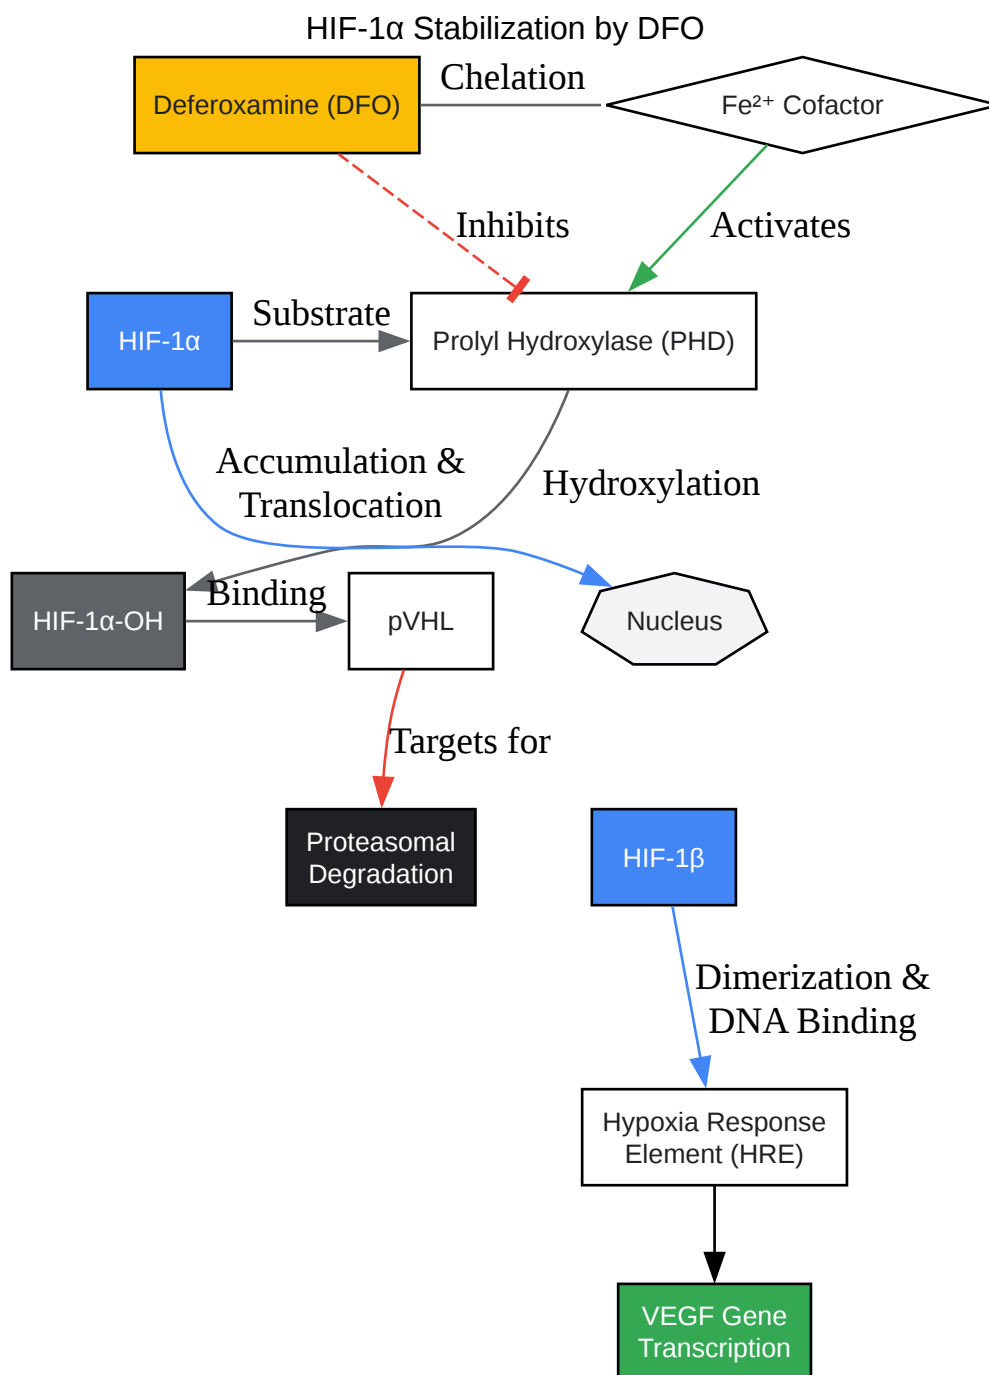 HIF-1α Stabilization by DFO
Chelation
Deferoxamine (DFO)
Fe²⁺ Cofactor
Inhibits
Activates
Substrate
HIF-1α
Prolyl Hydroxylase (PHD)
Accumulation &
Translocation
Hydroxylation
Binding
HIF-1α-OH
pVHL
Nucleus
Targets for
Proteasomal
Degradation
HIF-1β
Dimerization &
DNA Binding
Hypoxia Response
Element (HRE)
VEGF Gene
Transcription